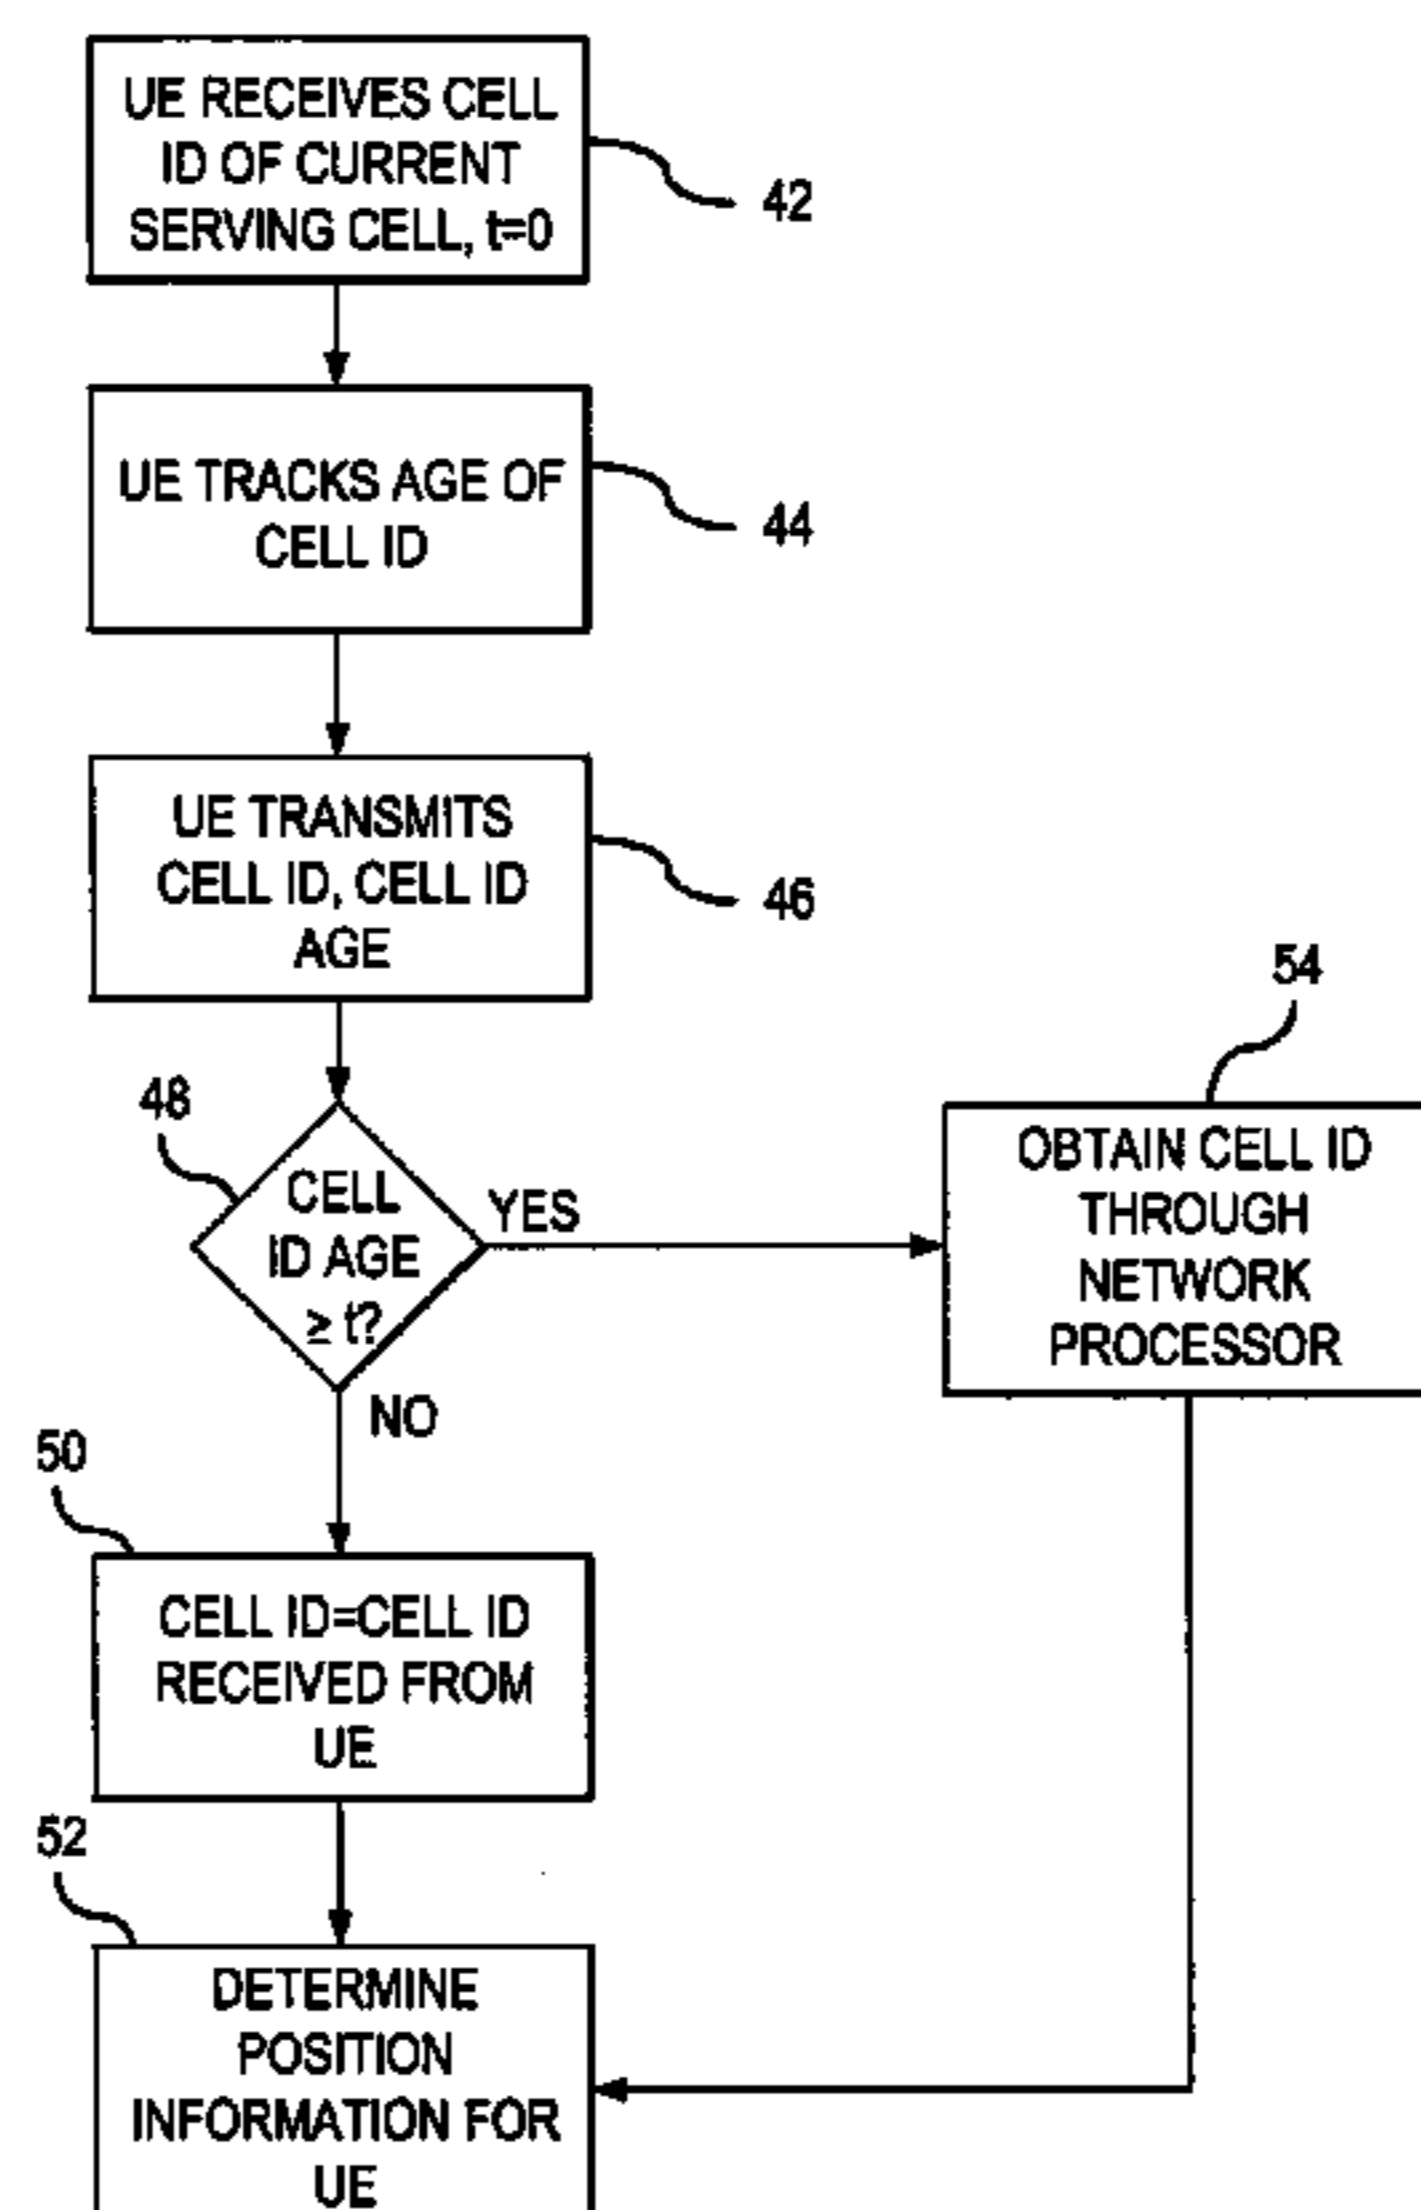 UE RECEIVES CELL
ID OF CURRENT
SERVING CELL, t=0
42
UE TRACKS AGE OF
CELL ID
44
UE TRANSMITS
CELL ID, CELL ID
AGE
46
48
CELL
ID AGE
≥ t?
YES
NO
54
OBTAIN CELL ID
THROUGH
NETWORK
PROCESSOR
50
CELL ID=CELL ID
RECEIVED FROM
UE
52
DETERMINE
POSITION
INFORMATION FOR
UE